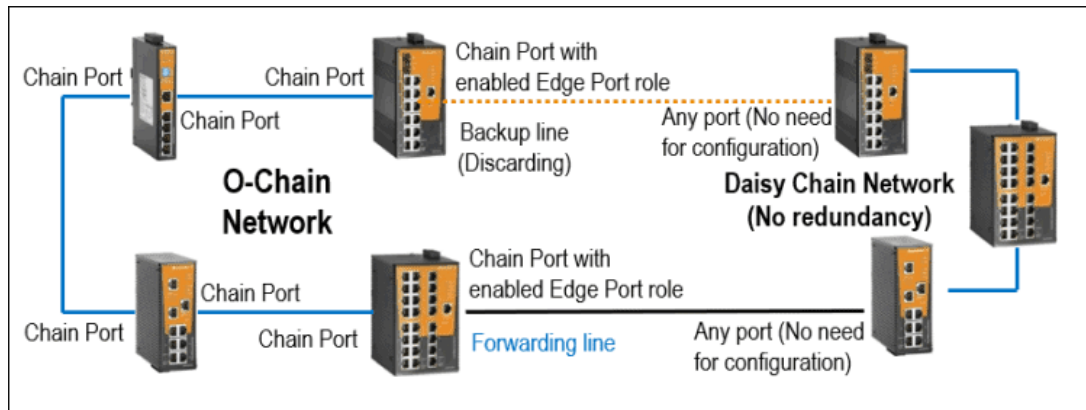 Chain Port
Chain Port
Chain Port
Chain Port with
enabled Edge Port role
Backup line
(Discarding)
Any port (No need
for configuration)
O-Chain
Network
Daisy Chain Network
(No redundancy)
Chain Port
Chain Port
Chain Port
Chain Port with
enabled Edge Port role
Forwarding line
Any port (No need
for configuration)